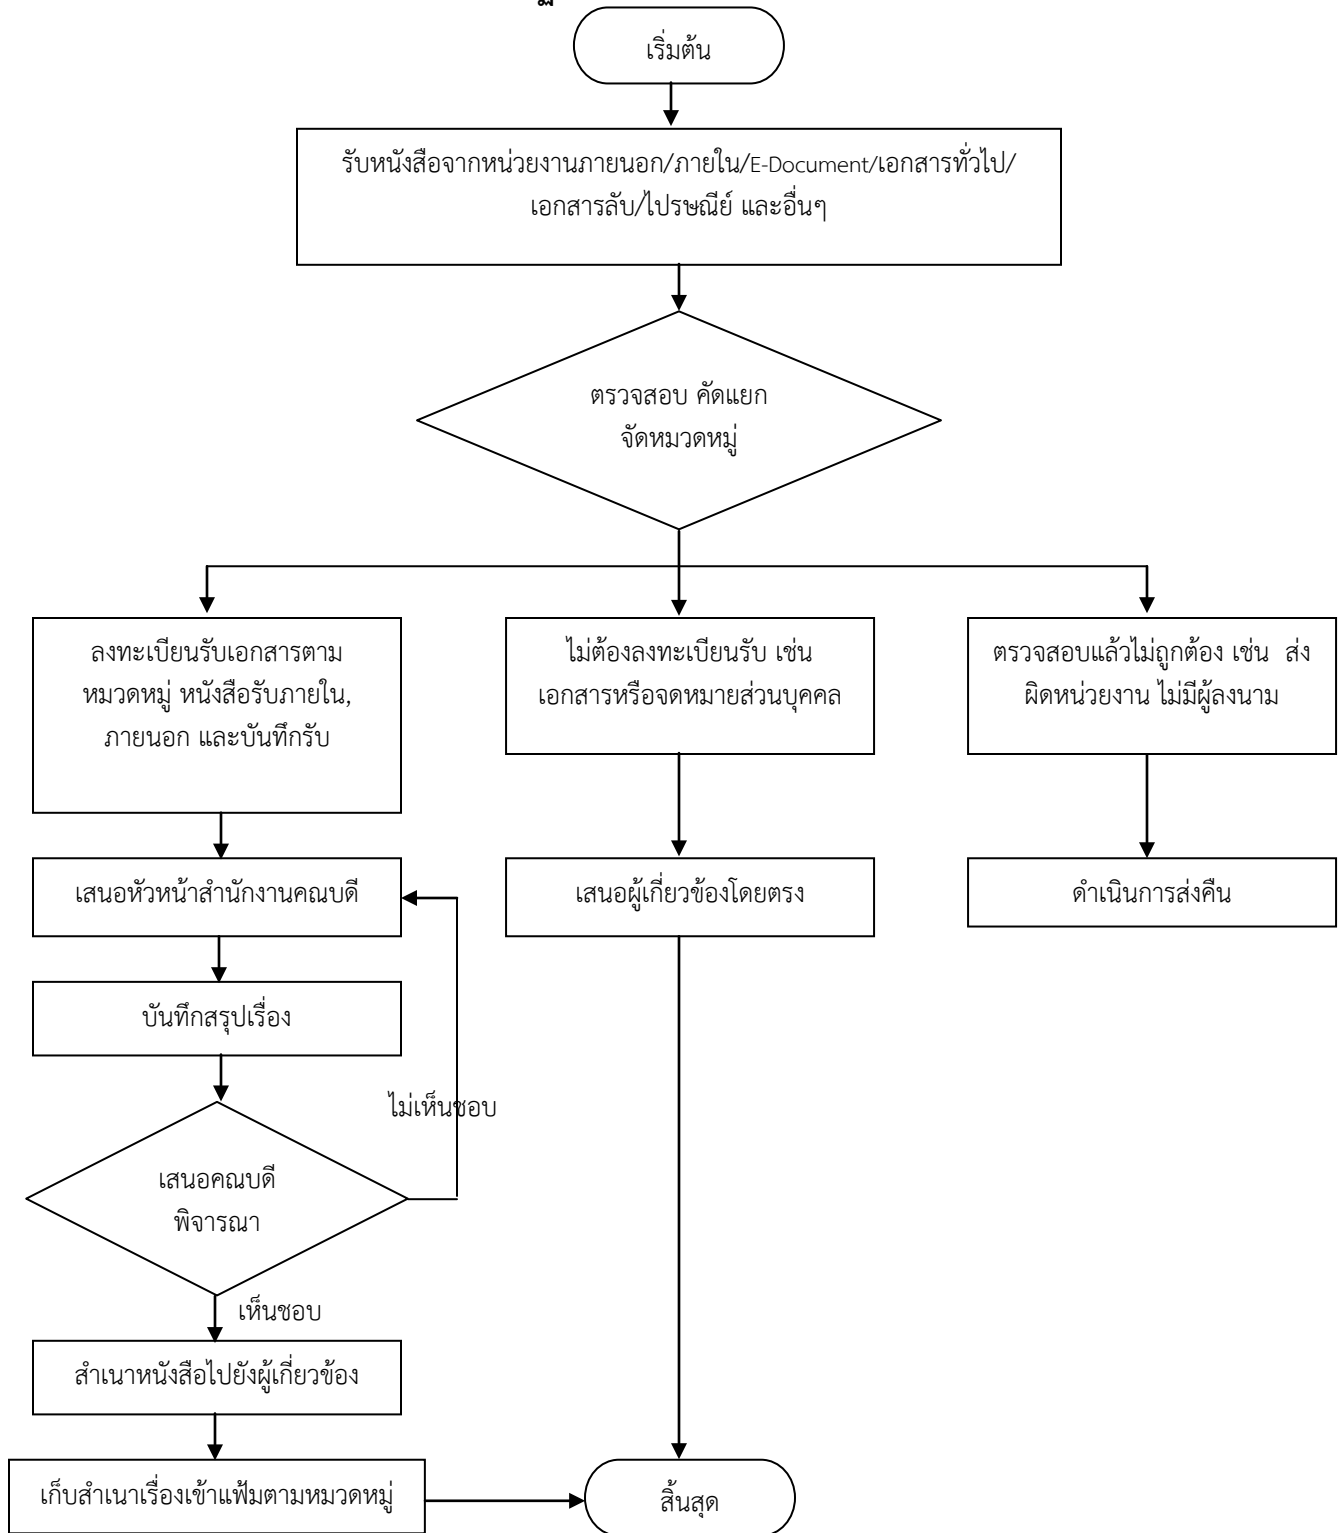 เริ่มต้น
รับหนังสือจากหน่วยงานภายนอก/ภายใน/E-Document/เอกสารทั่วไป/
เอกสารลับ/ไปรษณีย์ และอื่นๆ
ตรวจสอบ คัดแยก
จัดหมวดหมู่
ลงทะเบียนรับเอกสารตาม
หมวดหมู่ หนังสือรับภายใน,
ภายนอก และบันทึกรับ
ไม่ต้องลงทะเบียนรับ เช่น
เอกสารหรือจดหมายส่วนบุคคล
ตรวจสอบแล้วไม่ถูกต้อง เช่น ส่ง
ผิดหน่วยงาน ไม่มีผู้ลงนาม
เสนอหัวหน้าสำนักงานคณบดี
เสนอผู้เกี่ยวข้องโดยตรง
ดำเนินการส่งคืน
บันทึกสรุปเรื่อง
ไม่เห็นชอบ
เสนอคณบดี
พิจารณา
เห็นชอบ
สำเนาหนังสือไปยังผู้เกี่ยวข้อง
เก็บสำเนาเรื่องเข้าแฟ้มตามหมวดหมู่
สิ้นสุด